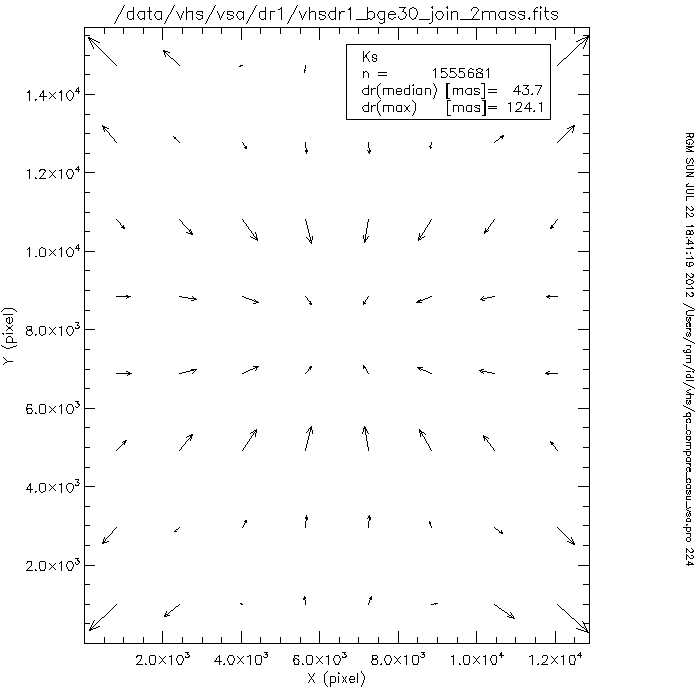 /data/vhs/vsa/dr1/vhsdr1_bge30_join_2mass.fits
Ks
n = 1555681
dr(median) [mas]= 43.7
dr(max) [mas]= 124.1
1.4×10⁴
1.2×10⁴
1.0×10⁴
8.0×10³
6.0×10³
4.0×10³
2.0×10³
Y (pixel)
2.0×10³ 4.0×10³ 6.0×10³ 8.0×10³ 1.0×10⁴ 1.2×10⁴
X (pixel)
RGM SUN JUL 22 18:41:19 2012 /Users/rgm/idl/vhs/qc_compare_casu_vsa.pro 224